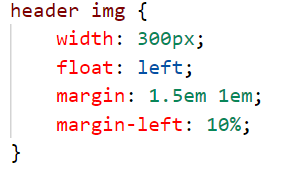 header img {
    width: 300px;
    float: left;
    margin: 1.5em 1em;
    margin-left: 10%;
}